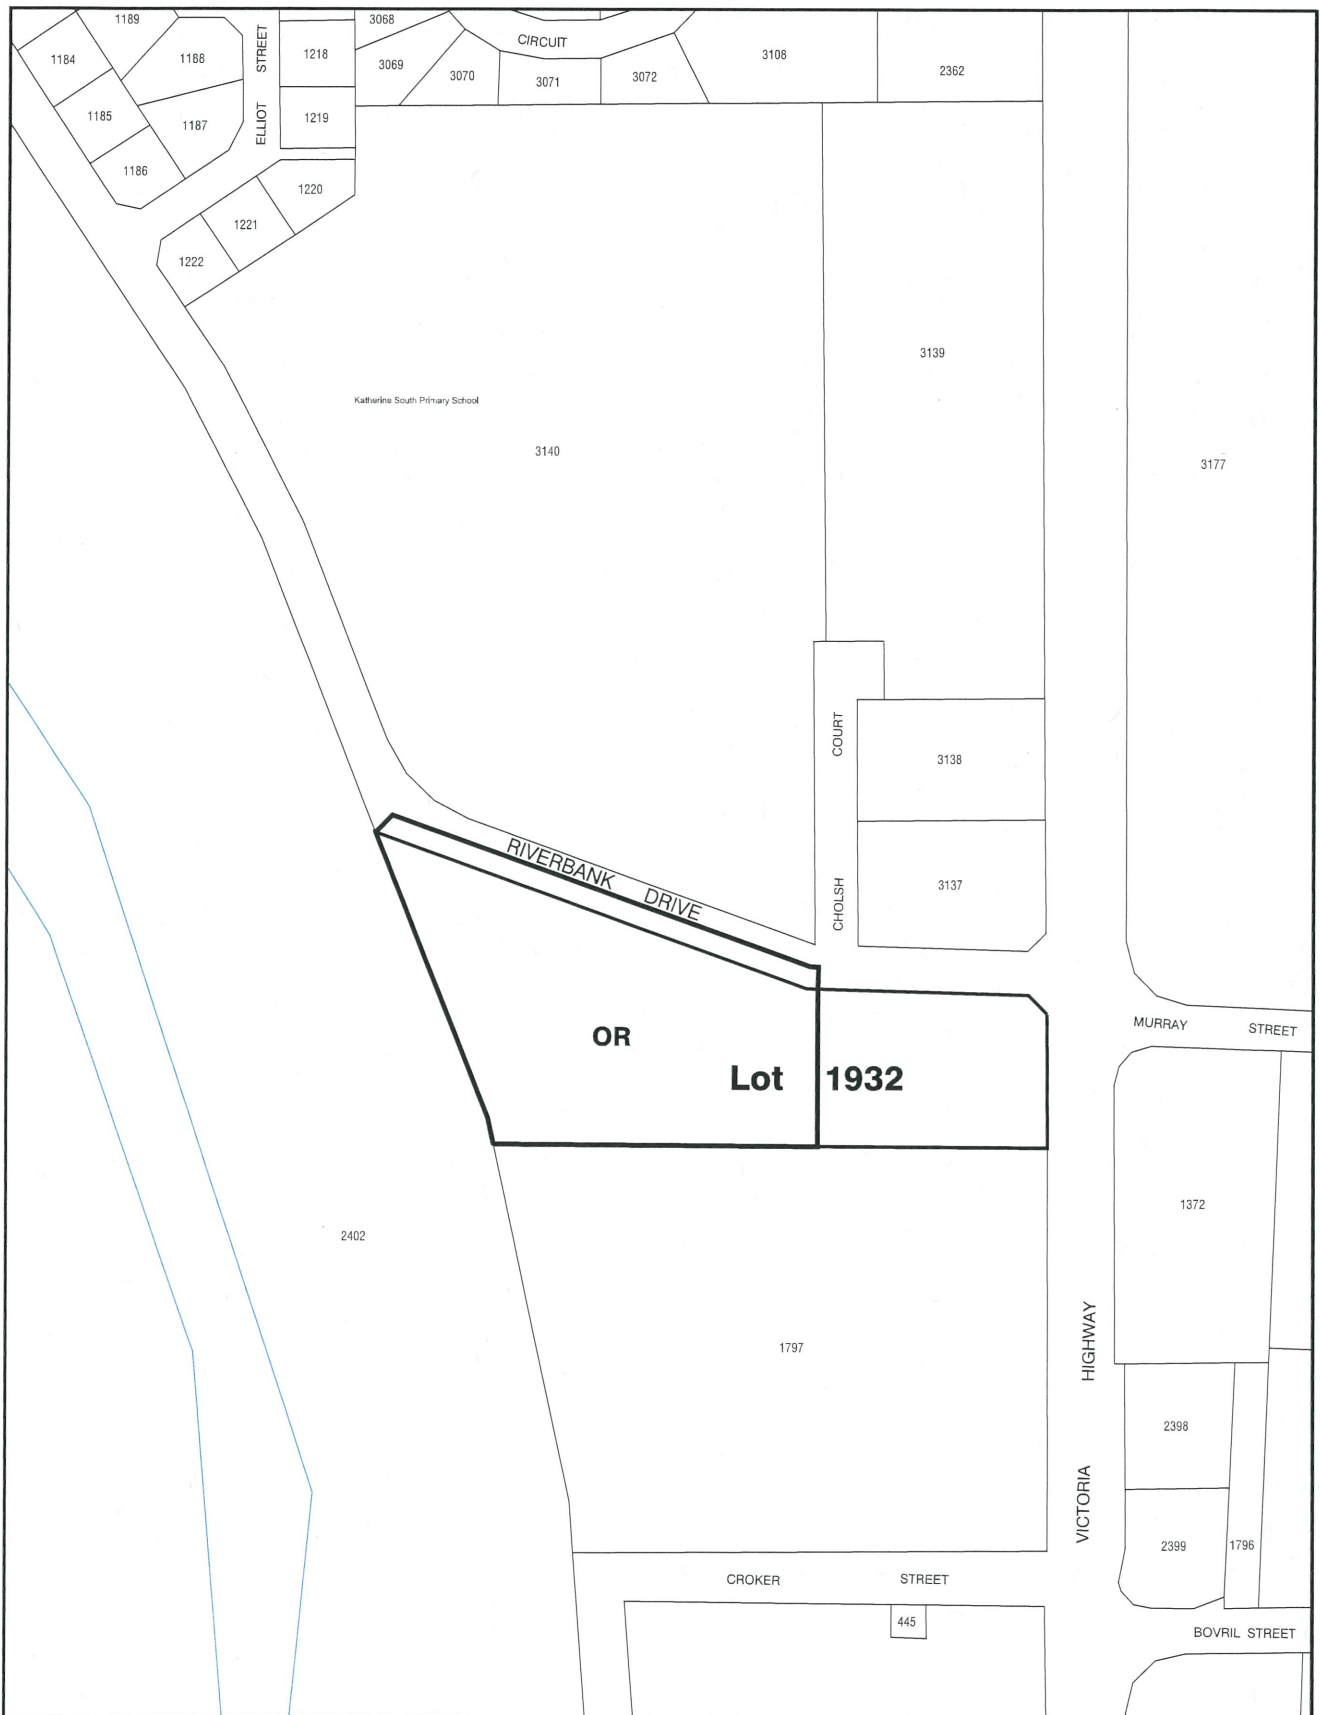 1189
3068
CIRCUIT
1184
1188
ELLIOT STREET
1218
3069
3070
3071
3072
3108
2362
1185
1187
1219
1186
1220
1221
1222
3139
Katherine South Primary School
3140
3177
CHOLSH COURT
3138
RIVERBANK DRIVE
3137
MURRAY STREET
OR
Lot 1932
1372
2402
VICTORIA HIGHWAY
1797
2398
2399
1796
CROKER STREET
445
BOVRIL STREET